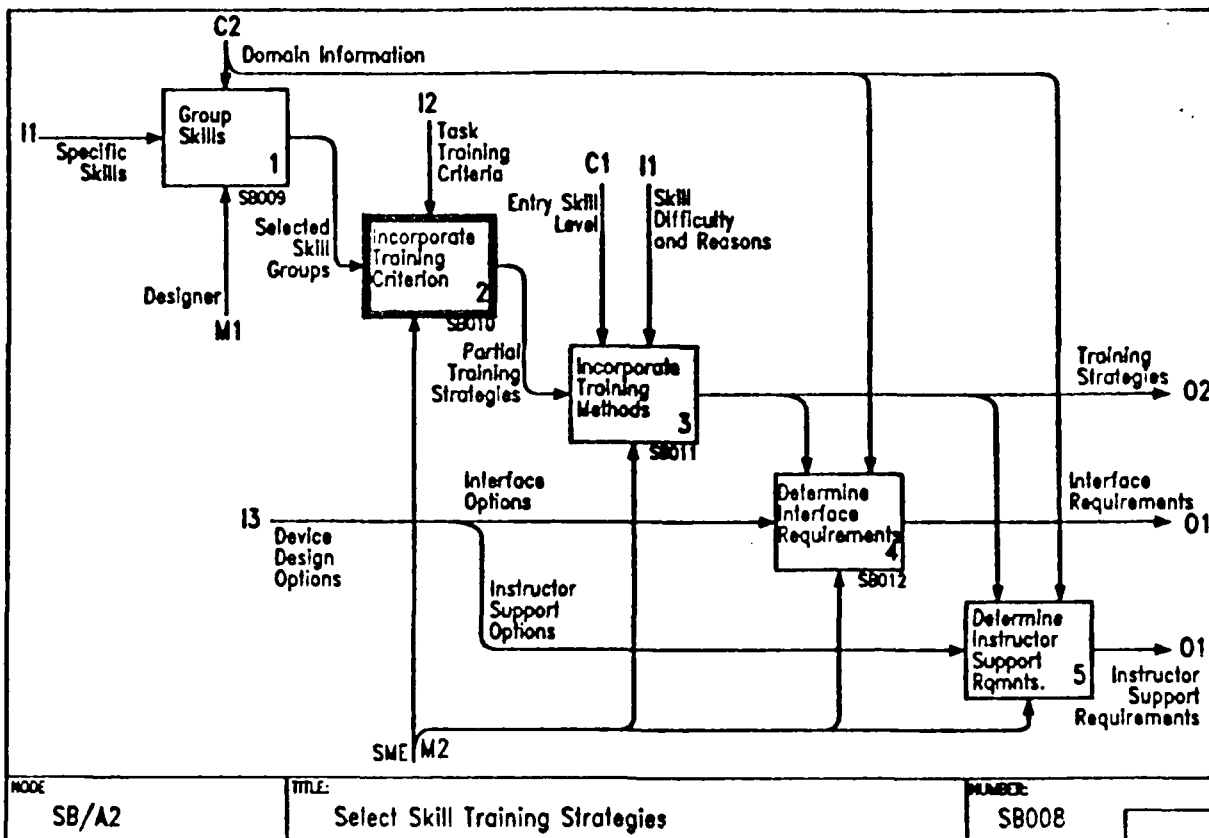 C2
Domain Information
Group
Skills
1
SB009
I1
Specific
Skills
I2
Task
Training
Criteria
C1
I1
Entry Skill
Level
Skill
Difficulty
and Reasons
Selected
Skill
Groups
Incorporate
Training
Criterion
2
SB010
Designer
M1
Partial
Training
Strategies
Incorporate
Training
Methods
3
SB011
Training
Strategies
O2
Interface
Options
I3
Device
Design
Options
Determine
Interface
Requirements
4
SB012
Interface
Requirements
O1
Instructor
Support
Options
Determine
Instructor
Support
Rqmnts.
5
O1
Instructor
Support
Requirements
SME
M2
NODE
SB/A2
TITLE:
Select Skill Training Strategies
NUMBER:
SB008